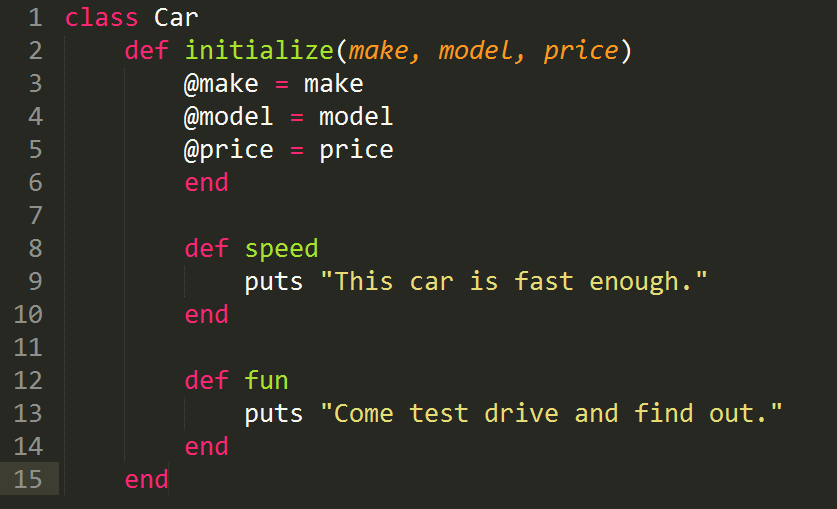 1 class Car
2     def initialize(make, model, price)
3         @make = make
4         @model = model
5         @price = price
6         end
7
8         def speed
9             puts "This car is fast enough."
10         end
11
12         def fun
13             puts "Come test drive and find out."
14         end
15     end